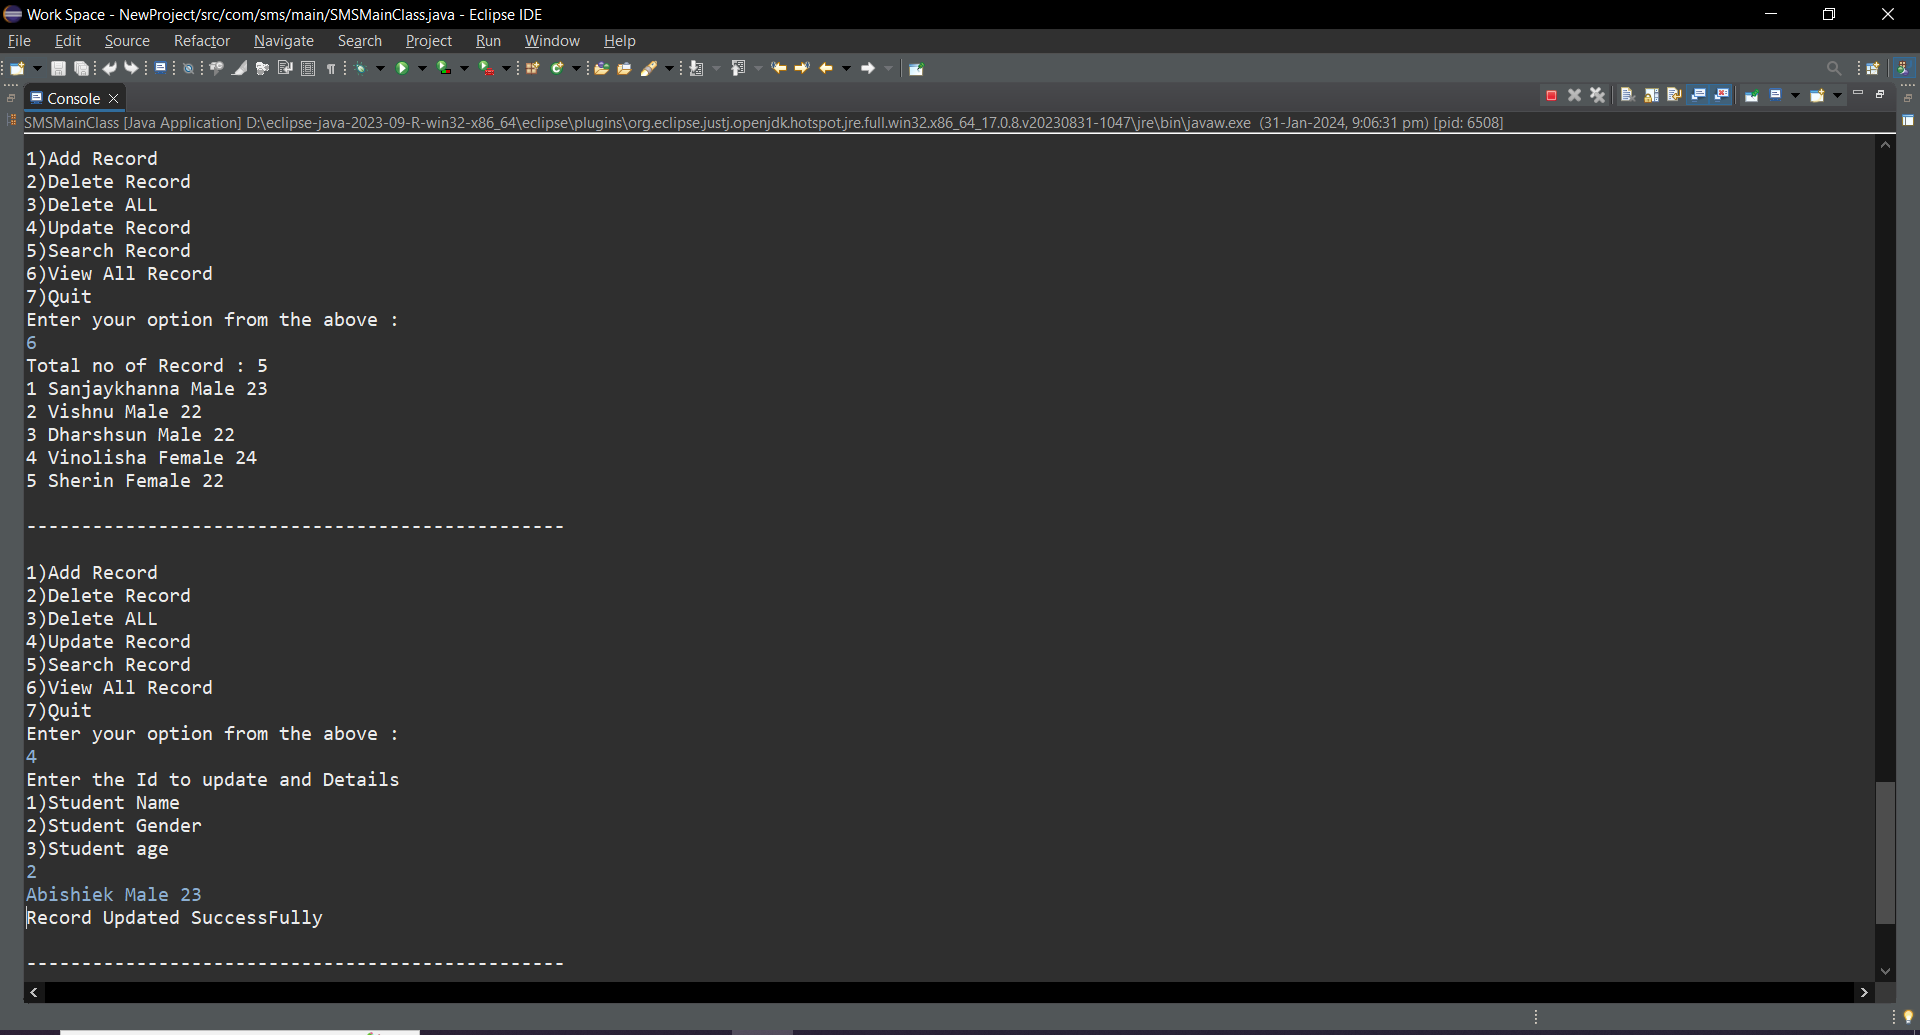 Work Space - NewProject/src/com/sms/main/SMSMainClass.java - Eclipse IDE
File Edit Source Refactor Navigate Search Project Run Window Help
Console
SMSMainClass [Java Application] D:\eclipse-java-2023-09-R-win32-x86_64\eclipse\plugins\org.eclipse.justj.openjdk.hotspot.jre.full.win32.x86_64_17.0.8.v20230831-1047\jre\bin\javaw.exe (31-Jan-2024, 9:06:31 pm) [pid: 6508]
1)Add Record
2)Delete Record
3)Delete ALL
4)Update Record
5)Search Record
6)View All Record
7)Quit
Enter your option from the above :
6
Total no of Record : 5
1 Sanjaykhanna Male 23
2 Vishnu Male 22
3 Dharshsun Male 22
4 Vinolisha Female 24
5 Sherin Female 22
-------------------------------------------------
1)Add Record
2)Delete Record
3)Delete ALL
4)Update Record
5)Search Record
6)View All Record
7)Quit
Enter your option from the above :
4
Enter the Id to update and Details
1)Student Name
2)Student Gender
3)Student age
2
Abishiek Male 23
Record Updated SuccessFully
-------------------------------------------------